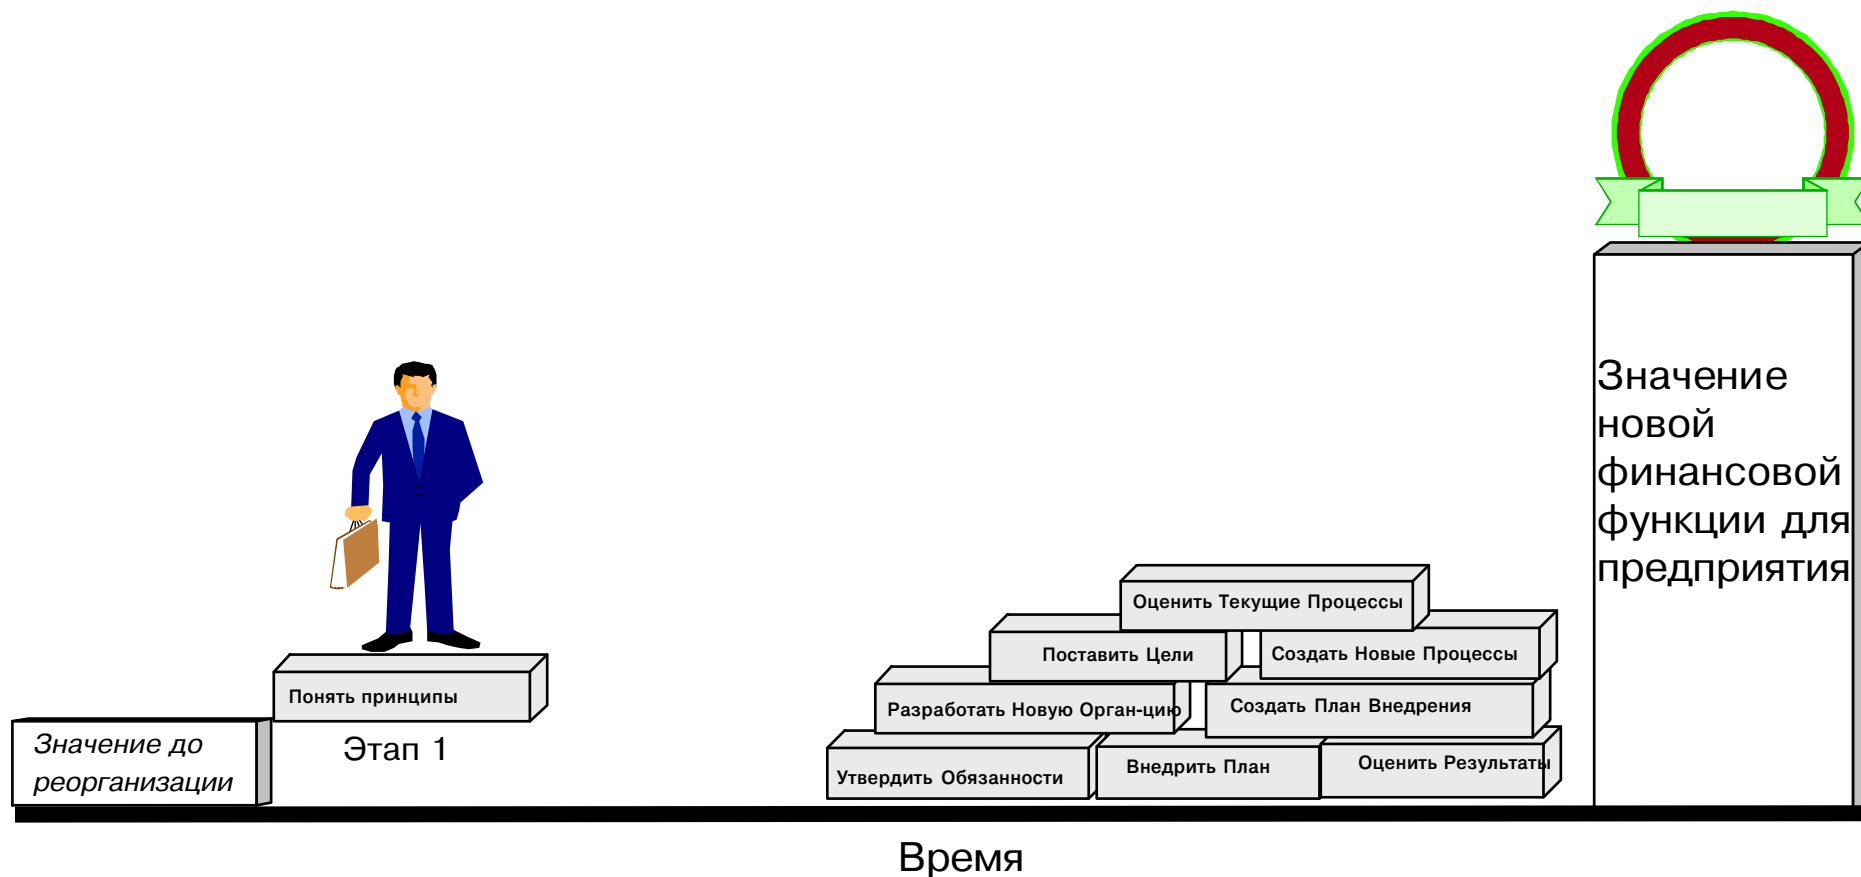 Значение
новой
финансовой
функции для
предприятия
Оценить Текущие Процессы
Поставить Цели
Создать Новые Процессы
Понять принципы
Разработать Новую Орган-цию
Создать План Внедрения
Значение до
реорганизации
Этап 1
Утвердить Обязанности
Внедрить План
Оценить Результаты
Время